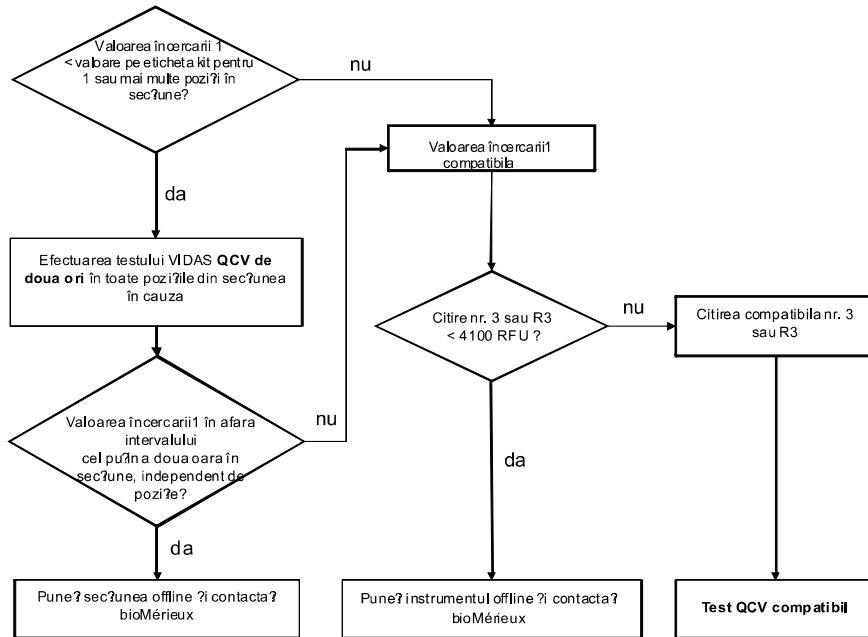 Valoarea încercarii 1
< valoare pe eticheta kit pentru
1 sau mai multe pozi?i în
sec?une?
nu
da
Valoarea încercarii1
compatibila
Efectuarea testului VIDAS QCV de
doua ori în toate pozi?ile din sec?unea
în cauza
Citire nr. 3 sau R3
< 4100 RFU ?
nu
Citirea compatibila nr. 3
sau R3
Valoarea încercarii1 în afara
intervalului
cel pu?n a doua oara în
sec?une, independent de
pozi?e?
nu
da
da
Pune? sec?unea offline ?i contacta?
bioMérieux
Pune? instrumentul offline ?i contacta?
bioMérieux
Test QCV compatibil